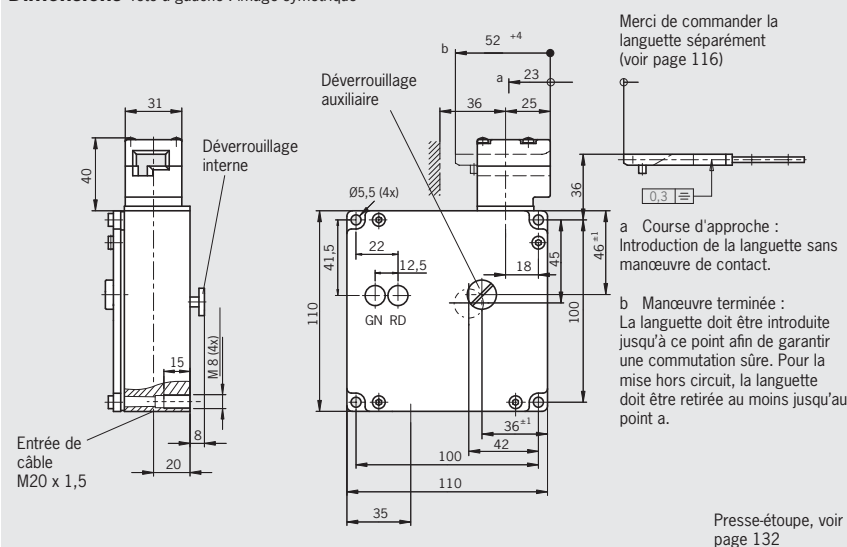 Dimensions Tête à gauche : image symétrique
Merci de commander la
languette séparément
(voir page 116)
52 +4
b
a
23
Déverrouillage
auxiliaire
36
25
31
Déverrouillage
interne
40
Ø5,5 (4x)
36
0,3
22
41,5
12,5
18
45
46±1
GN RD
110
100
15
M 8 (4x)
a Course d'approche :
Introduction de la languette sans
manœuvre de contact.
b Manœuvre terminée :
La languette doit être introduite
jusqu'à ce point afin de garantir
une commutation sûre. Pour la
mise hors circuit, la languette
doit être retirée au moins jusqu'au
point a.
Entrée de
câble
M20 x 1,5
8
20
36±1
42
100
110
35
Presse-étoupe, voir
page 132